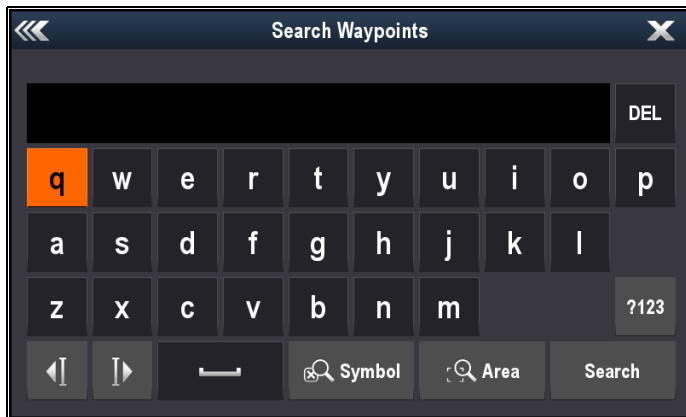 Search Waypoints
DEL
q w e r t y u i o p
a s d f g h j k l
z x c v b n m ?123
Symbol Area Search